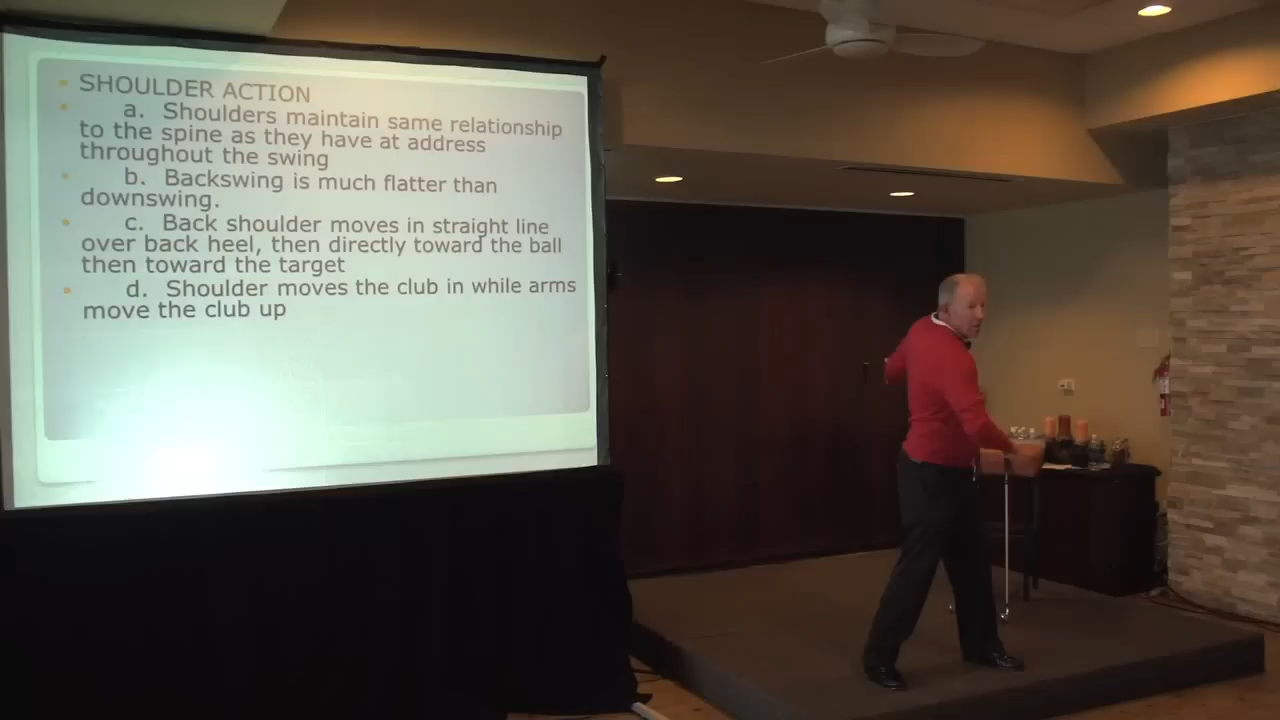 SHOULDER ACTION
a. Shoulders maintain same relationship
to the spine as they have at address
throughout the swing
b. Backswing is much flatter than
downswing.
c. Back shoulder moves in straight line
over back heel, then directly toward the ball
then toward the target
d. Shoulder moves the club in while arms
move the club up